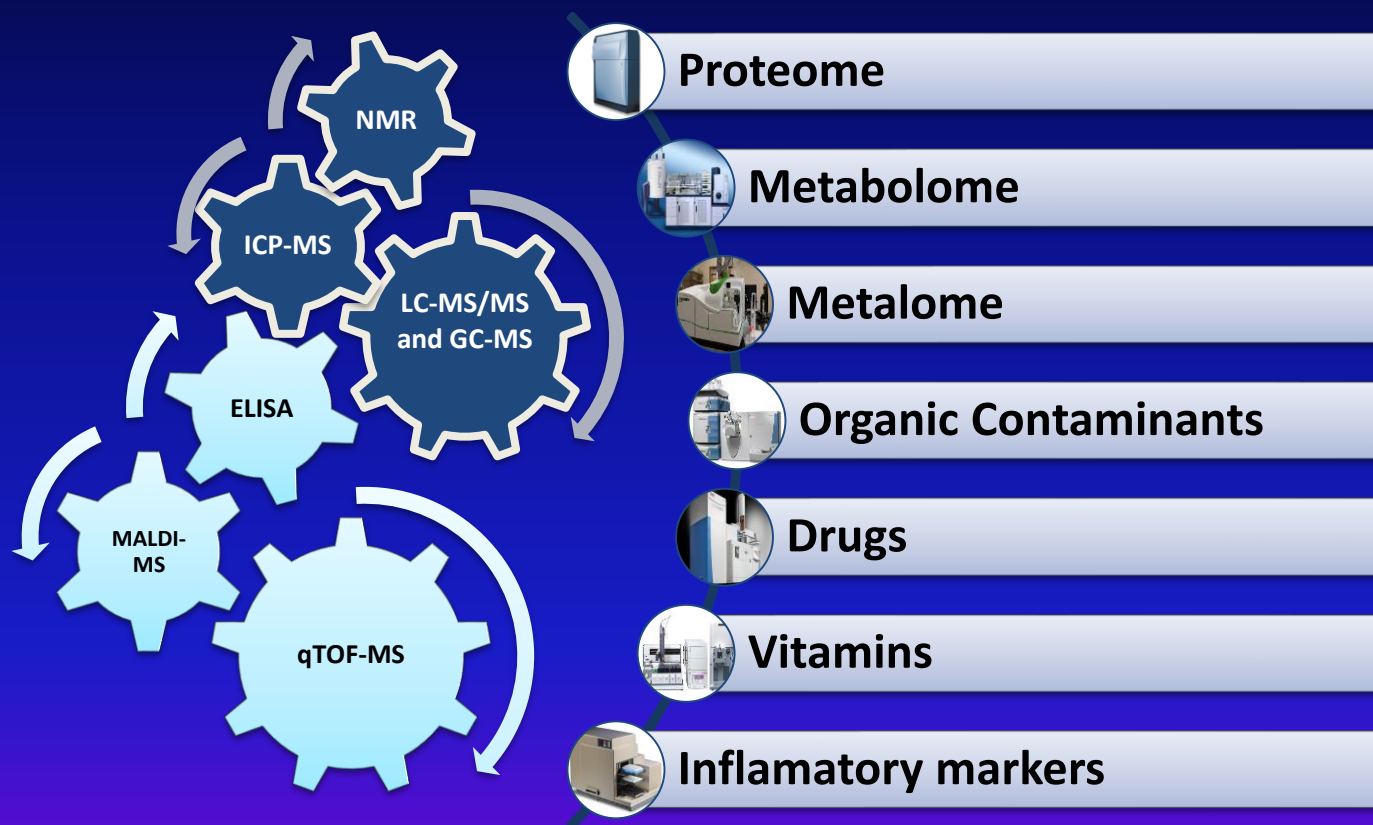 NMR
ICP-MS
LC-MS/MS
and GC-MS
ELISA
MALDI-
MS
qTOF-MS
Proteome
Metabolome
Metalome
Organic Contaminants
Drugs
Vitamins
Inflamatory markers